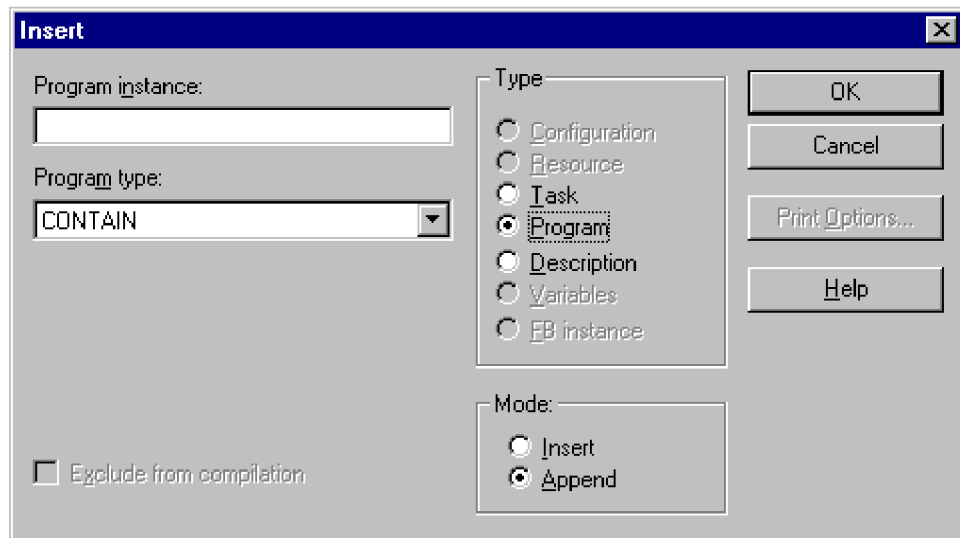 Insert
Program instance:
Program type:
CONTAIN
Exclude from compilation
Type
Configuration
Resource
Task
Program
Description
Variables
FB instance
Mode:
Insert
Append
OK
Cancel
Print Options...
Help